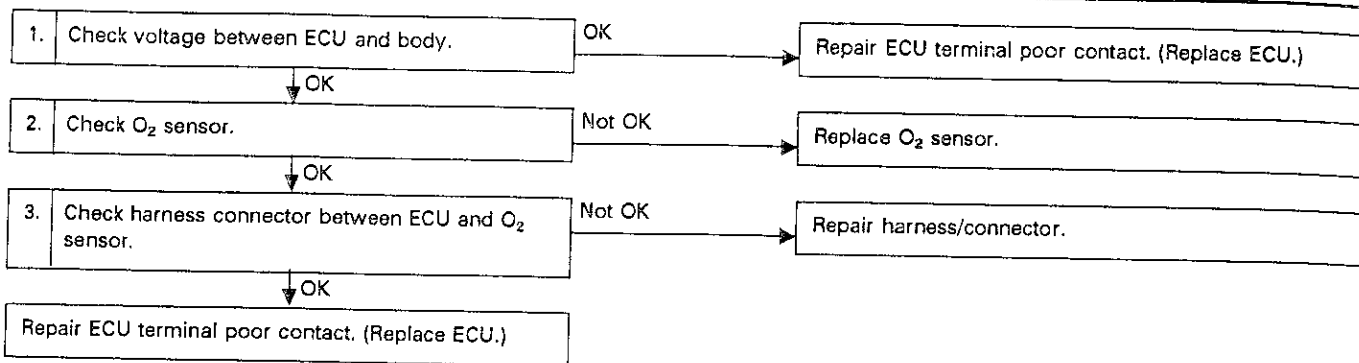 1. Check voltage between ECU and body.
OK
Repair ECU terminal poor contact. (Replace ECU.)
OK
2. Check O₂ sensor.
Not OK
Replace O₂ sensor.
OK
3. Check harness connector between ECU and O₂
sensor.
Not OK
Repair harness/connector.
OK
Repair ECU terminal poor contact. (Replace ECU.)